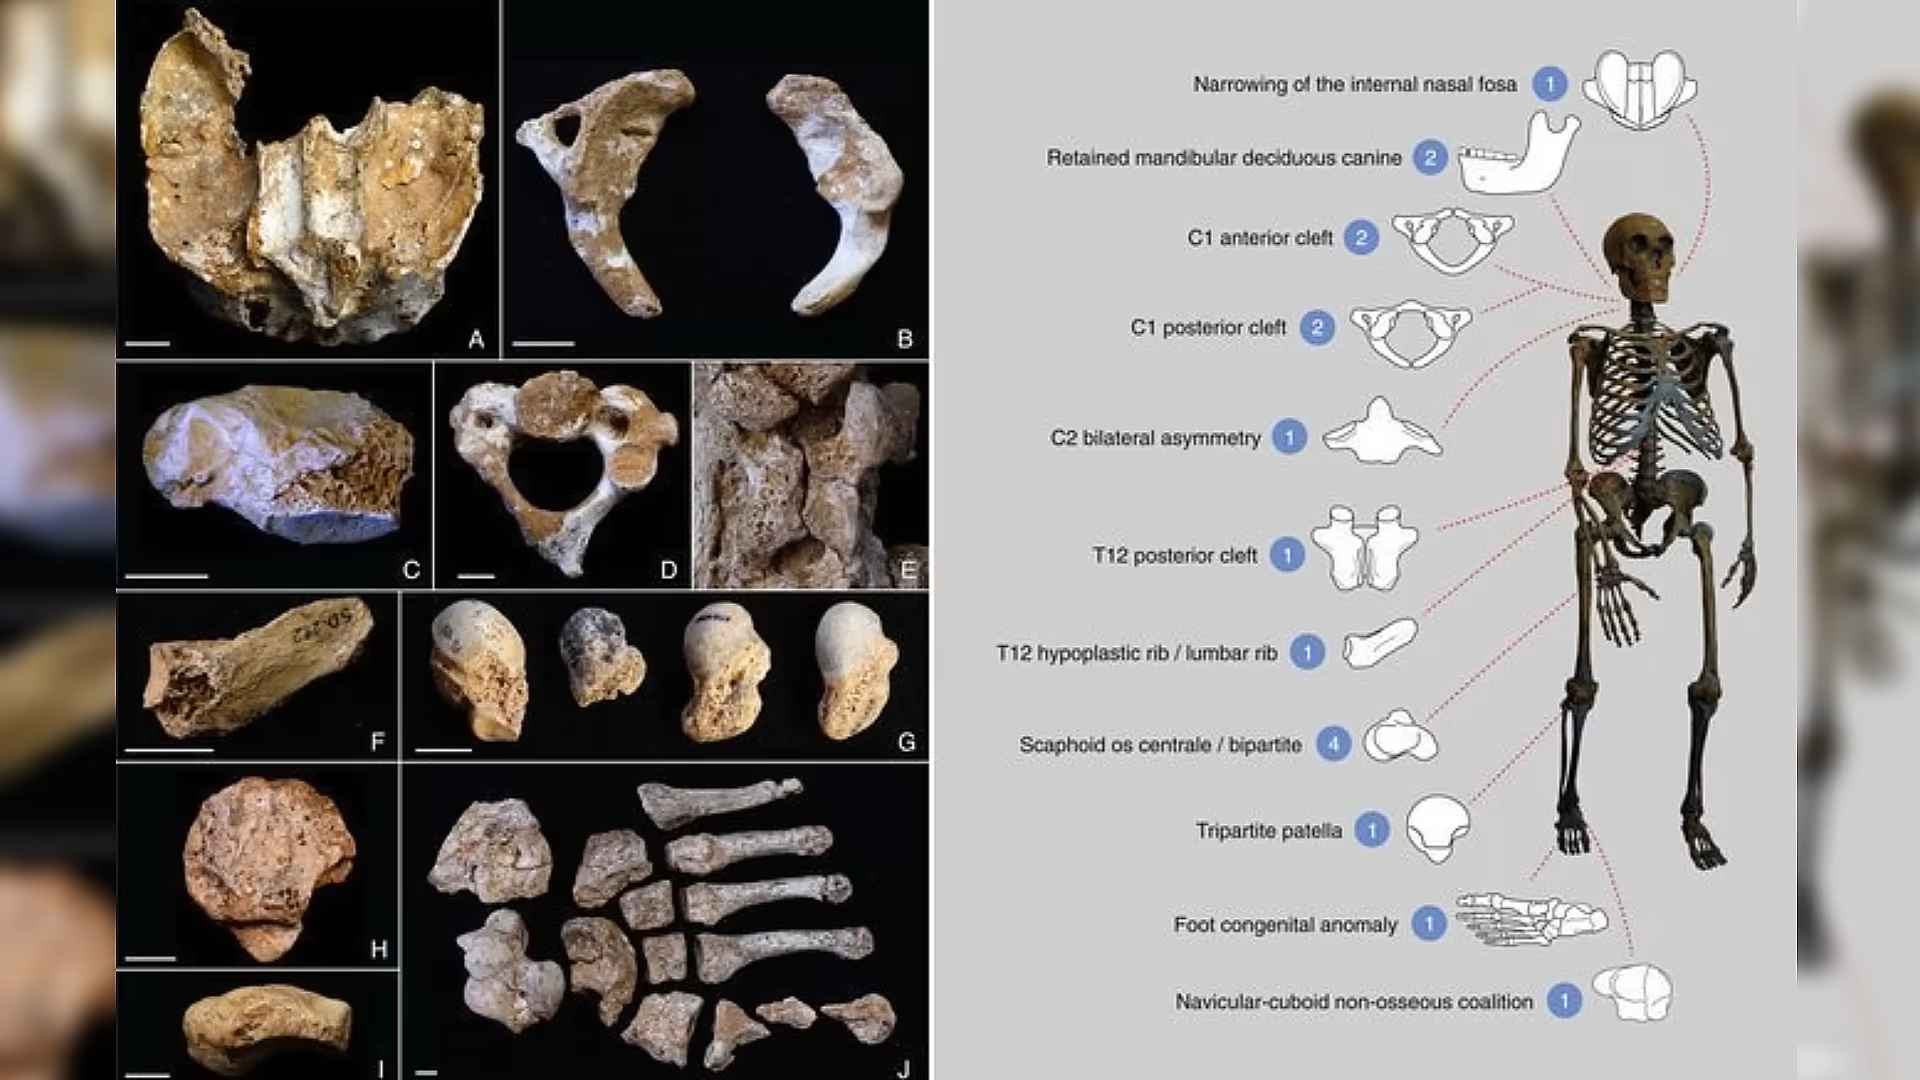 A
B
C
D
E
SD-212
F
G
H
I
J
Narrowing of the internal nasal fosa 1
Retained mandibular deciduous canine 2
C1 anterior cleft 2
C1 posterior cleft 2
C2 bilateral asymmetry 1
T12 posterior cleft 1
T12 hypoplastic rib / lumbar rib 1
Scaphoid os centrale / bipartite 4
Tripartite patella 1
Foot congenital anomaly 1
Navicular-cuboid non-osseous coalition 1